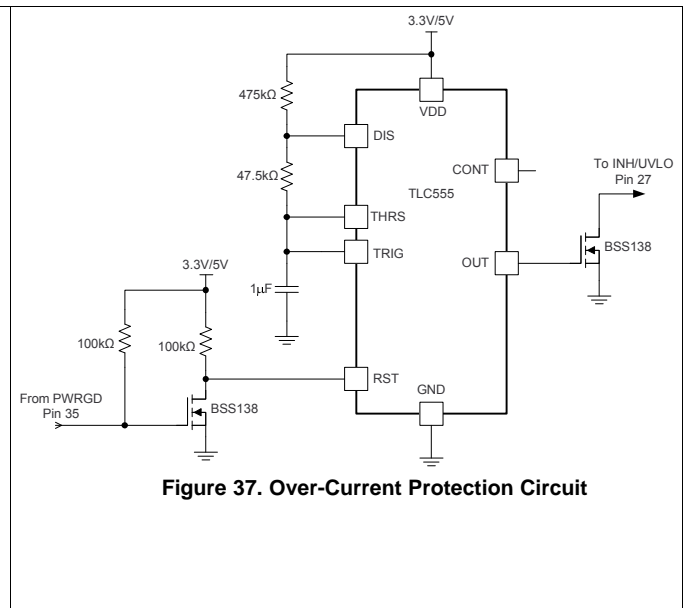 3.3V/5V
475kΩ
VDD
DIS
CONT
To INH/UVLO
Pin 27
47.5kΩ
TLC555
THRS
TRIG
OUT
BSS138
3.3V/5V
1μF
100kΩ
100kΩ
RST
GND
From PWRGD
Pin 35
BSS138
Figure 37. Over-Current Protection Circuit